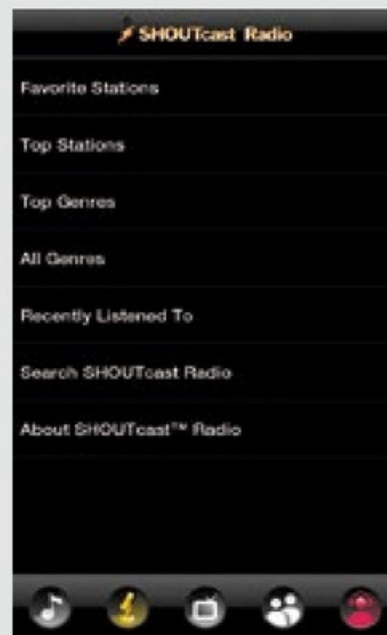 SHOUTcast Radio
Favorite Stations
Top Stations
Top Genres
All Genres
Recently Listened To
Search SHOUTcast Radio
About SHOUTcast™ Radio